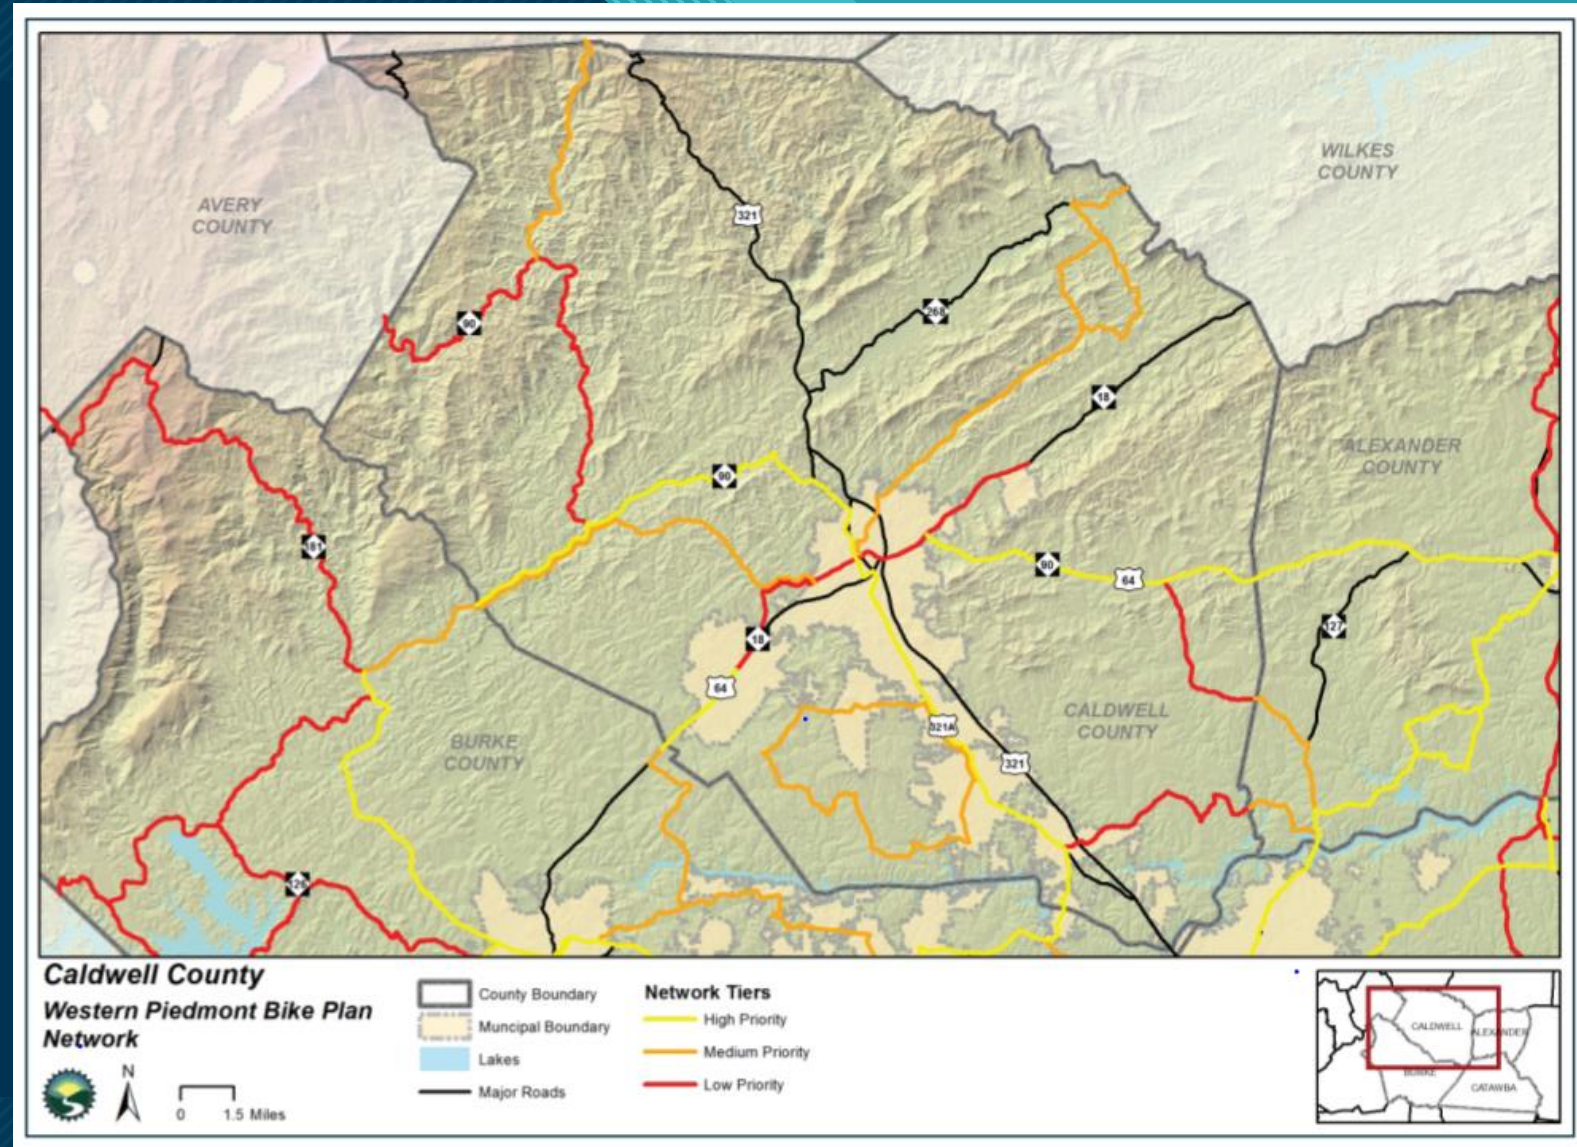 WILKES
COUNTY
AVERY
COUNTY
321
268
90
18
ALEXANDER
COUNTY
90
181
90
64
127
18
64
CALDWELL
COUNTY
321A
BURKE
COUNTY
321
126
Caldwell County
Western Piedmont Bike Plan
Network
N
0 1.5 Miles
County Boundary
Muncipal Boundary
Lakes
Major Roads
Network Tiers
High Priority
Medium Priority
Low Priority
CALDWELL
ALEXANDER
BURKE
CATAWBA